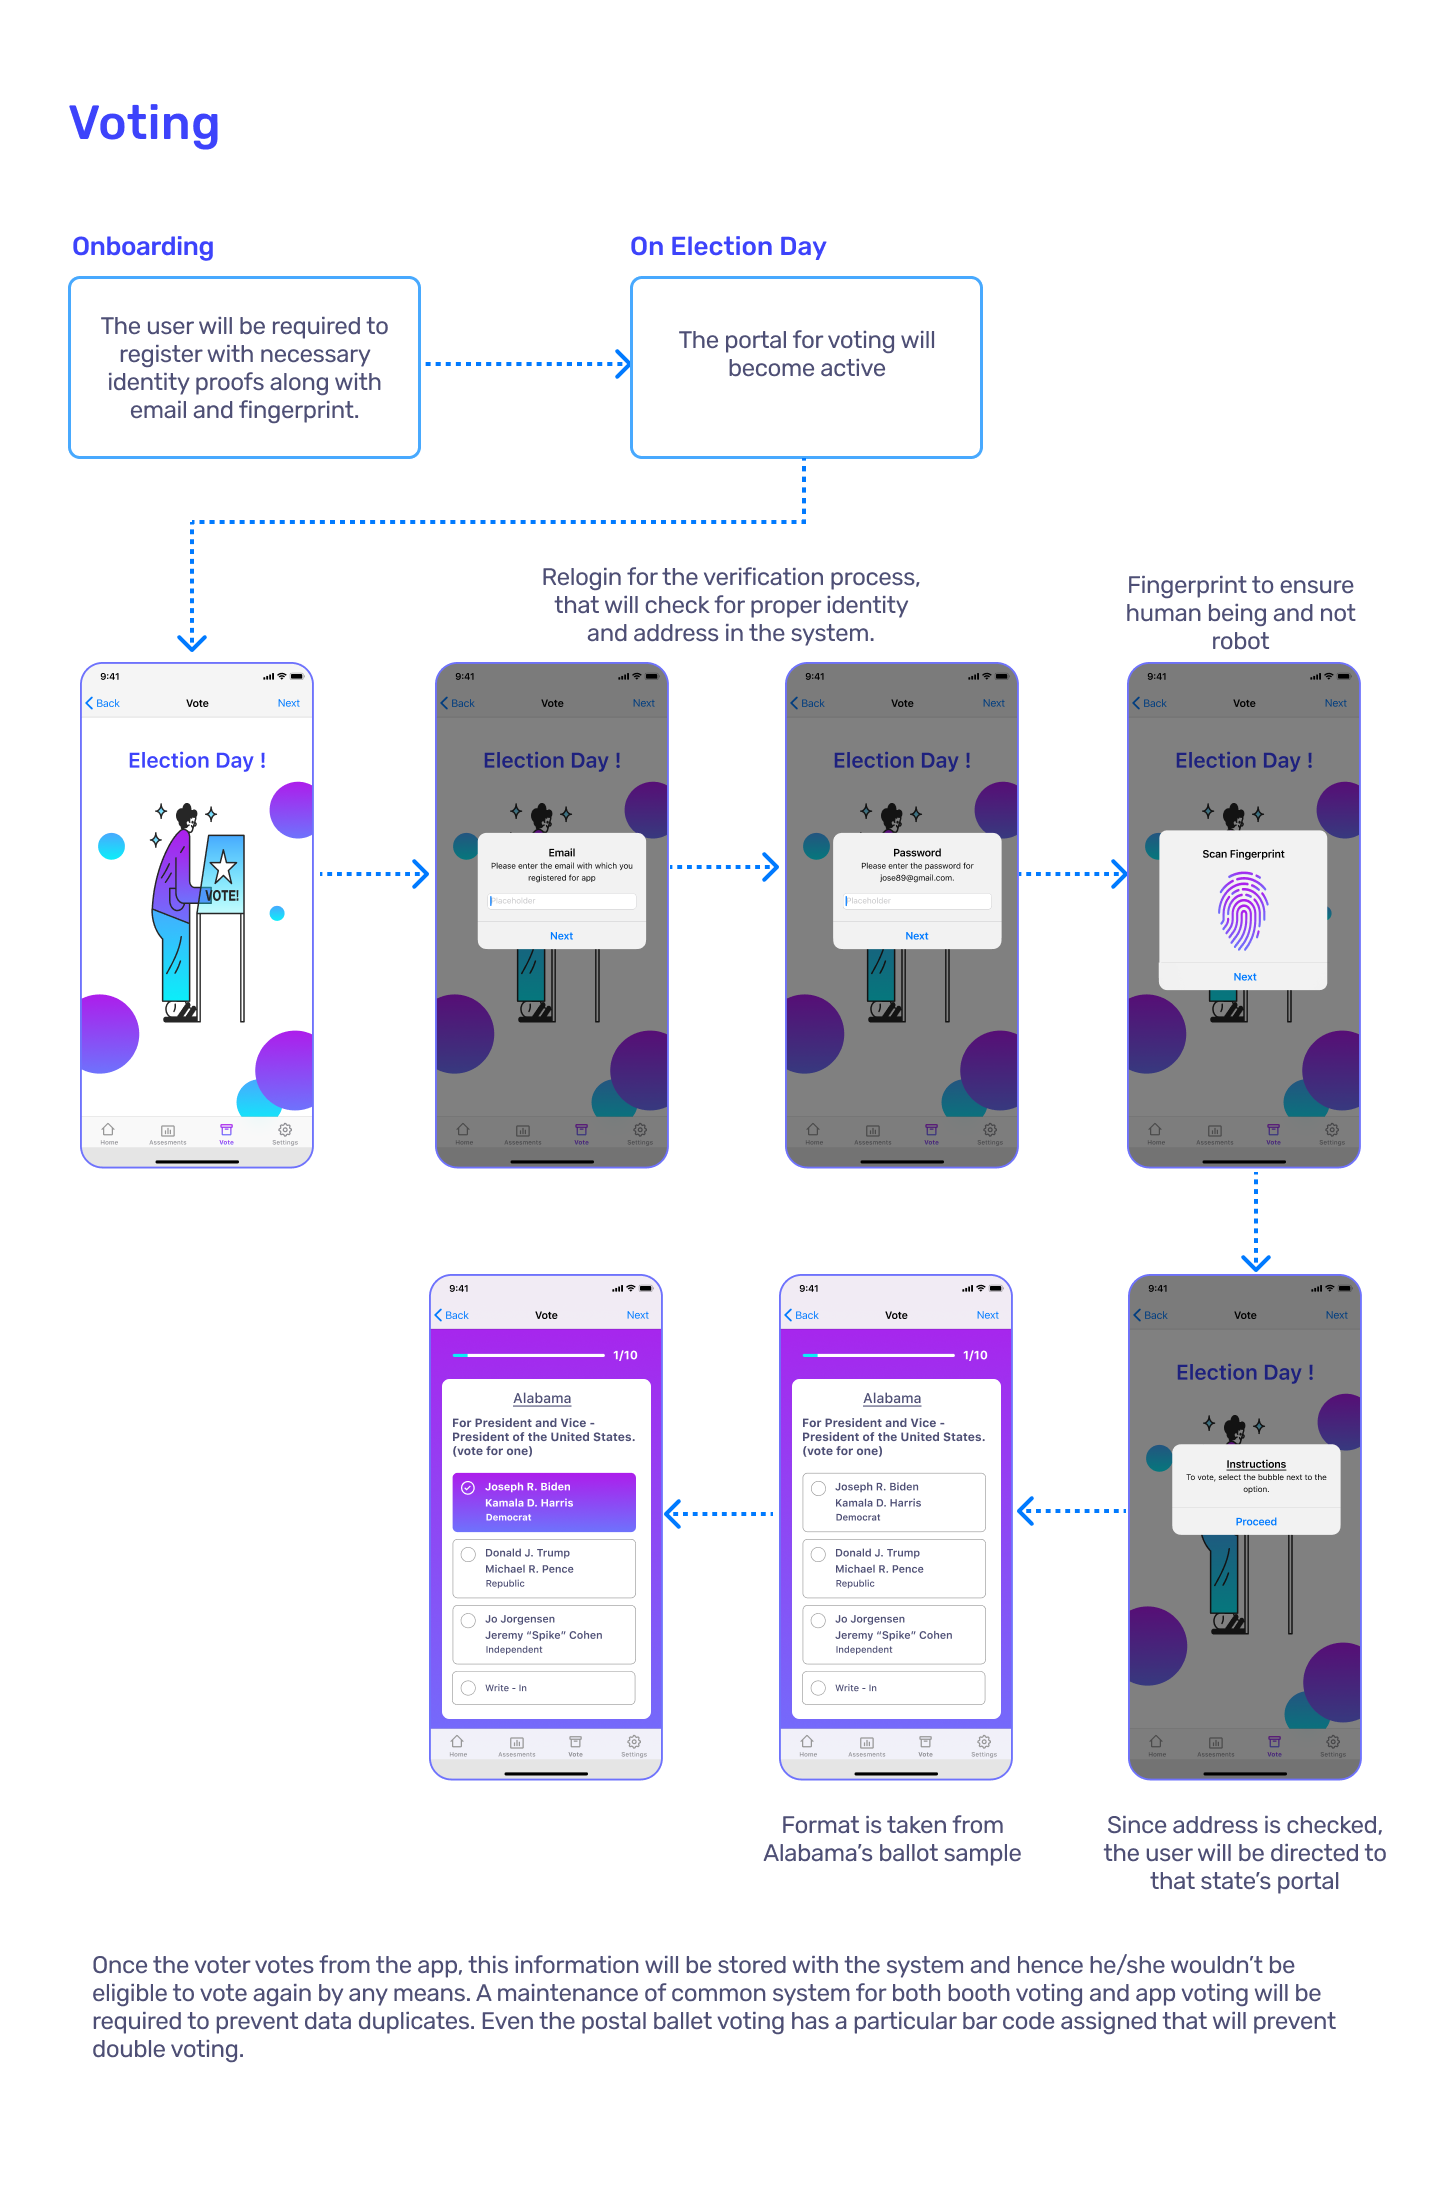 Voting
Onboarding
On Election Day
The user will be required to
register with necessary
identity proofs along with
email and fingerprint.
The portal for voting will
become active
Relogin for the verification process,
that will check for proper identity
and address in the system.
Fingerprint to ensure
human being and not
robot
9:41
Back Vote Next
Election Day !
VOTE!
Home Assesments Vote Settings
9:41
Back Vote Next
Election Day !
Email
Please enter the email with which you
registered for app
Placeholder
Next
Home Assesments Vote Settings
9:41
Back Vote Next
Election Day !
Password
Please enter the password for
jose89@gmail.com.
Placeholder
Next
Home Assesments Vote Settings
9:41
Back Vote Next
Election Day !
Scan Fingerprint
Next
Home Assesments Vote Settings
9:41
Back Vote Next
1/10
Alabama
For President and Vice -
President of the United States.
(vote for one)
Joseph R. Biden
Kamala D. Harris
Democrat
Donald J. Trump
Michael R. Pence
Republic
Jo Jorgensen
Jeremy “Spike” Cohen
Independent
Write - In
Home Assesments Vote Settings
9:41
Back Vote Next
1/10
Alabama
For President and Vice -
President of the United States.
(vote for one)
Joseph R. Biden
Kamala D. Harris
Democrat
Donald J. Trump
Michael R. Pence
Republic
Jo Jorgensen
Jeremy “Spike” Cohen
Independent
Write - In
Home Assesments Vote Settings
9:41
Back Vote Next
Election Day !
Instructions
To vote, select the bubble next to the
option.
Proceed
Home Assesments Vote Settings
Format is taken from
Alabama’s ballot sample
Since address is checked,
the user will be directed to
that state’s portal
Once the voter votes from the app, this information will be stored with the system and hence he/she wouldn’t be
eligible to vote again by any means. A maintenance of common system for both booth voting and app voting will be
required to prevent data duplicates. Even the postal ballet voting has a particular bar code assigned that will prevent
double voting.